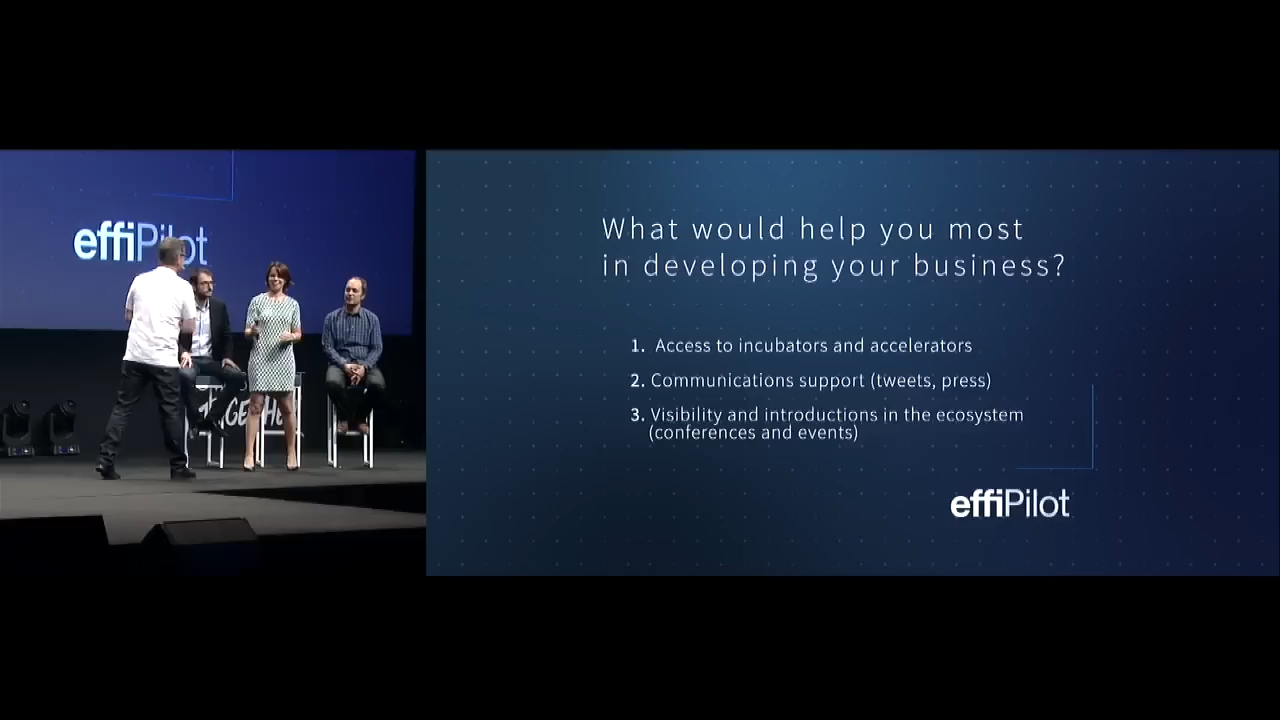 effiPilot
What would help you most
in developing your business?
1. Access to incubators and accelerators
2. Communications support (tweets, press)
3. Visibility and introductions in the ecosystem
(conferences and events)
effiPilot